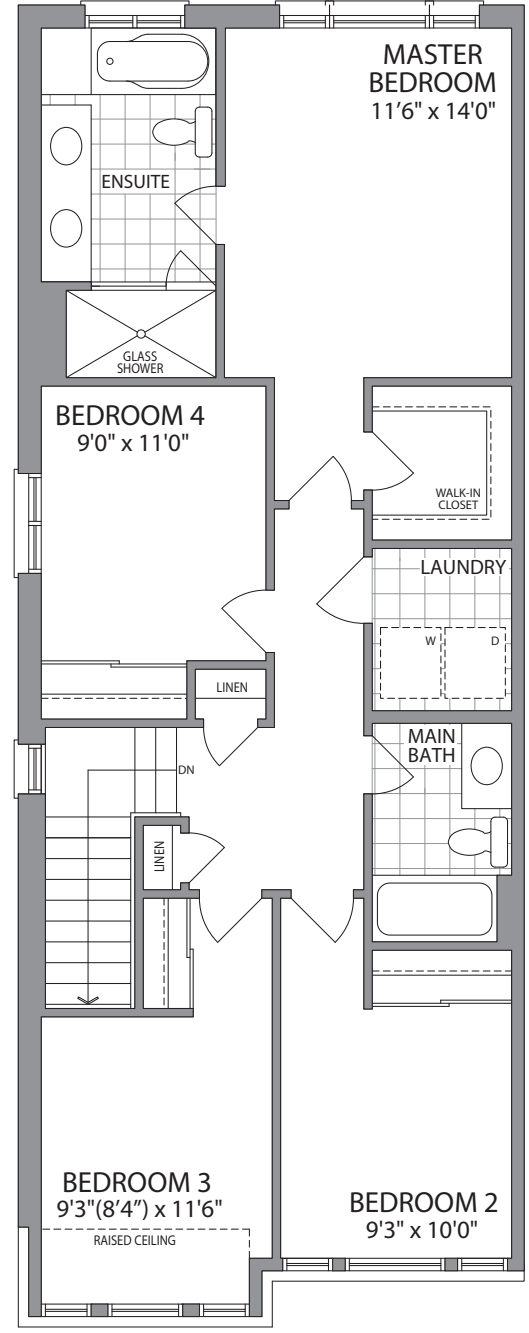 MASTER
BEDROOM
11'6" x 14'0"
ENSUITE
GLASS
SHOWER
BEDROOM 4
9'0" x 11'0"
WALK-IN
CLOSET
LAUNDRY
W
D
LINEN
MAIN
BATH
DN
LINEN
BEDROOM 3
9'3"(8'4") x 11'6"
RAISED CEILING
BEDROOM 2
9'3" x 10'0"